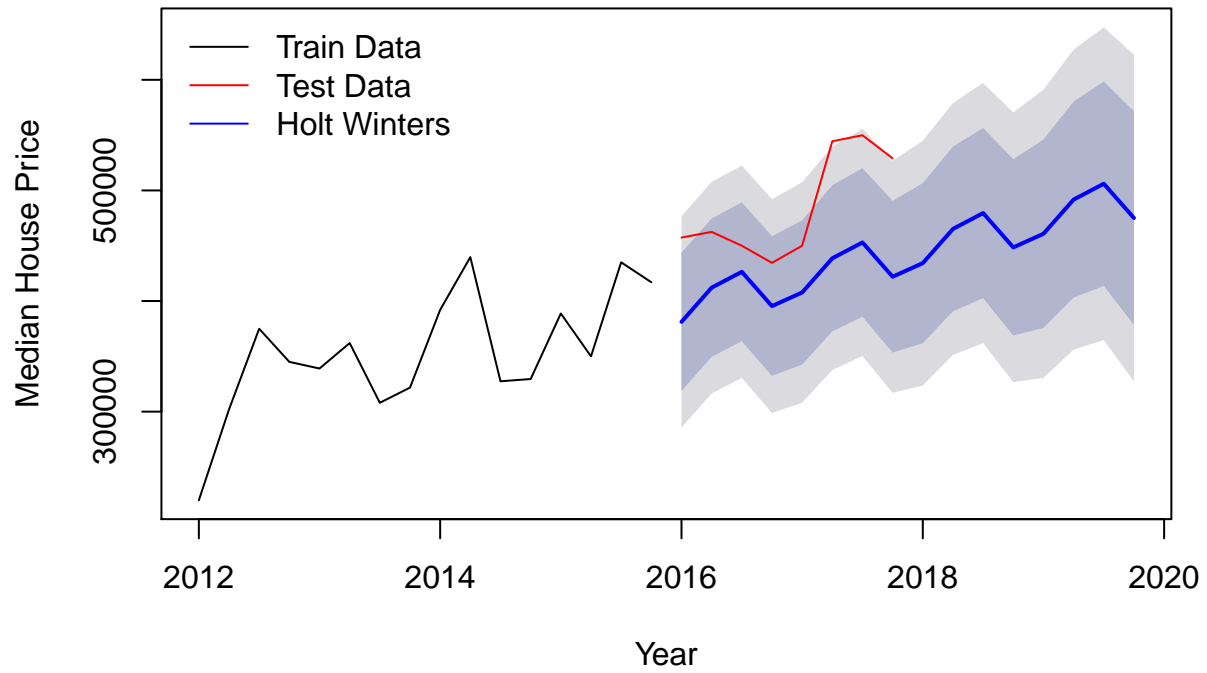 Train Data
Test Data
Holt Winters
Median House Price
500000
300000
2012 2014 2016 2018 2020
Year